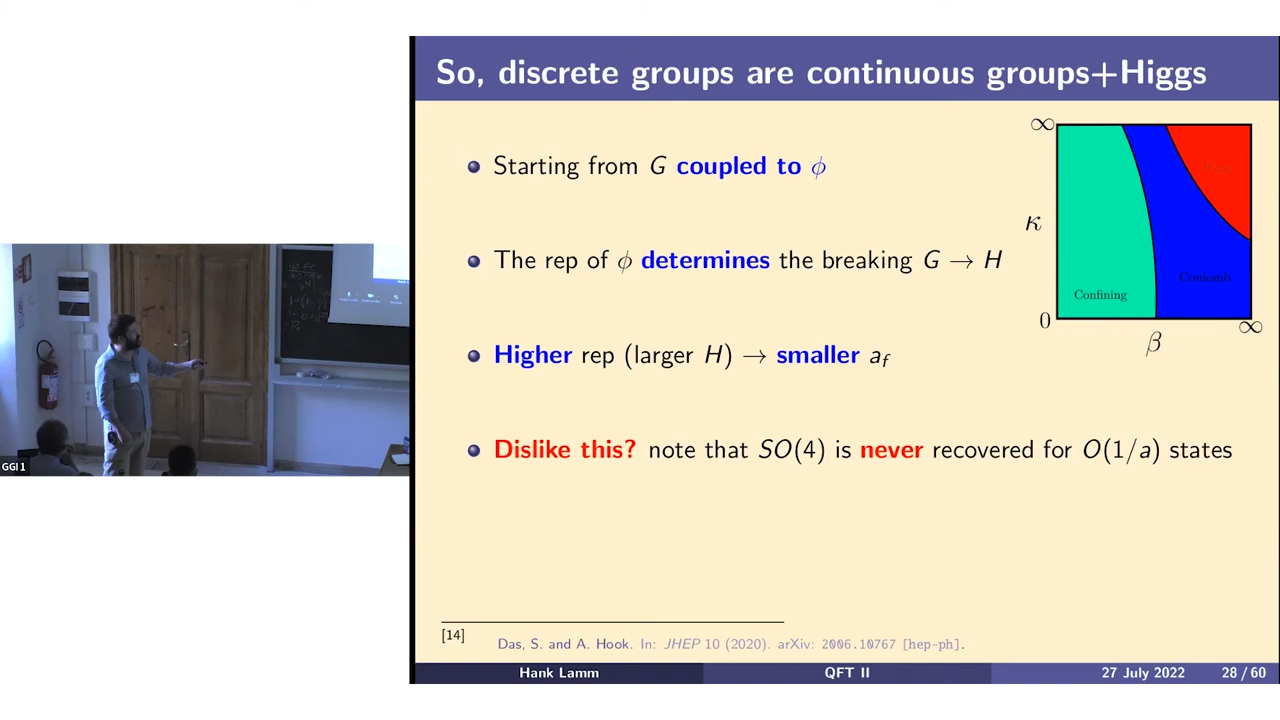 So, discrete groups are continuous groups+Higgs
Starting from G coupled to ϕ
The rep of ϕ determines the breaking G → H
Higher rep (larger H) → smaller a_f
Dislike this? note that SO(4) is never recovered for O(1/a) states
∞
κ
0
Confining
Coulomb
β
∞
[14] Das, S. and A. Hook. In: JHEP 10 (2020). arXiv: 2006.10767 [hep-ph].
Hank Lamm QFT II 27 July 2022 28 / 60
GGI1